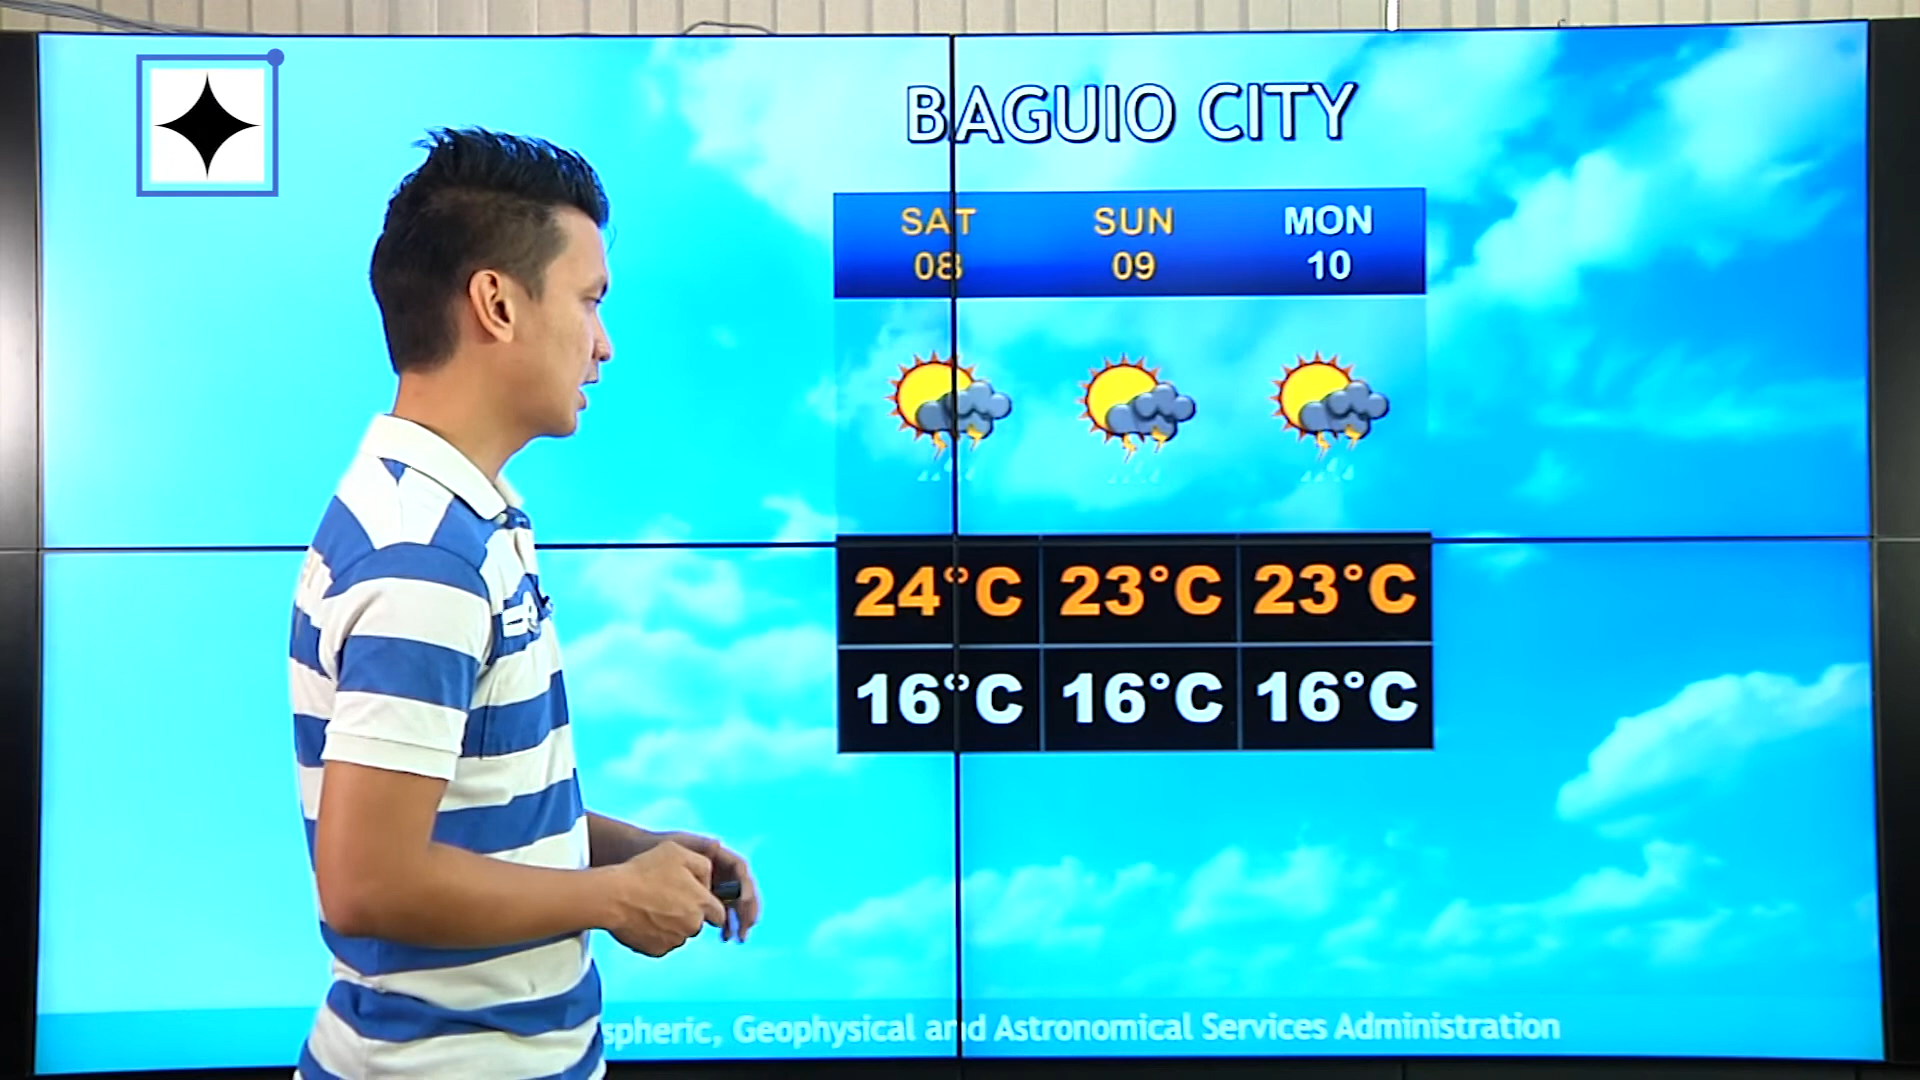 BAGUIO CITY
SAT SUN MON
08 09 10
24°C 23°C 23°C
16°C 16°C 16°C
spheric, Geophysical and Astronomical Services Administration